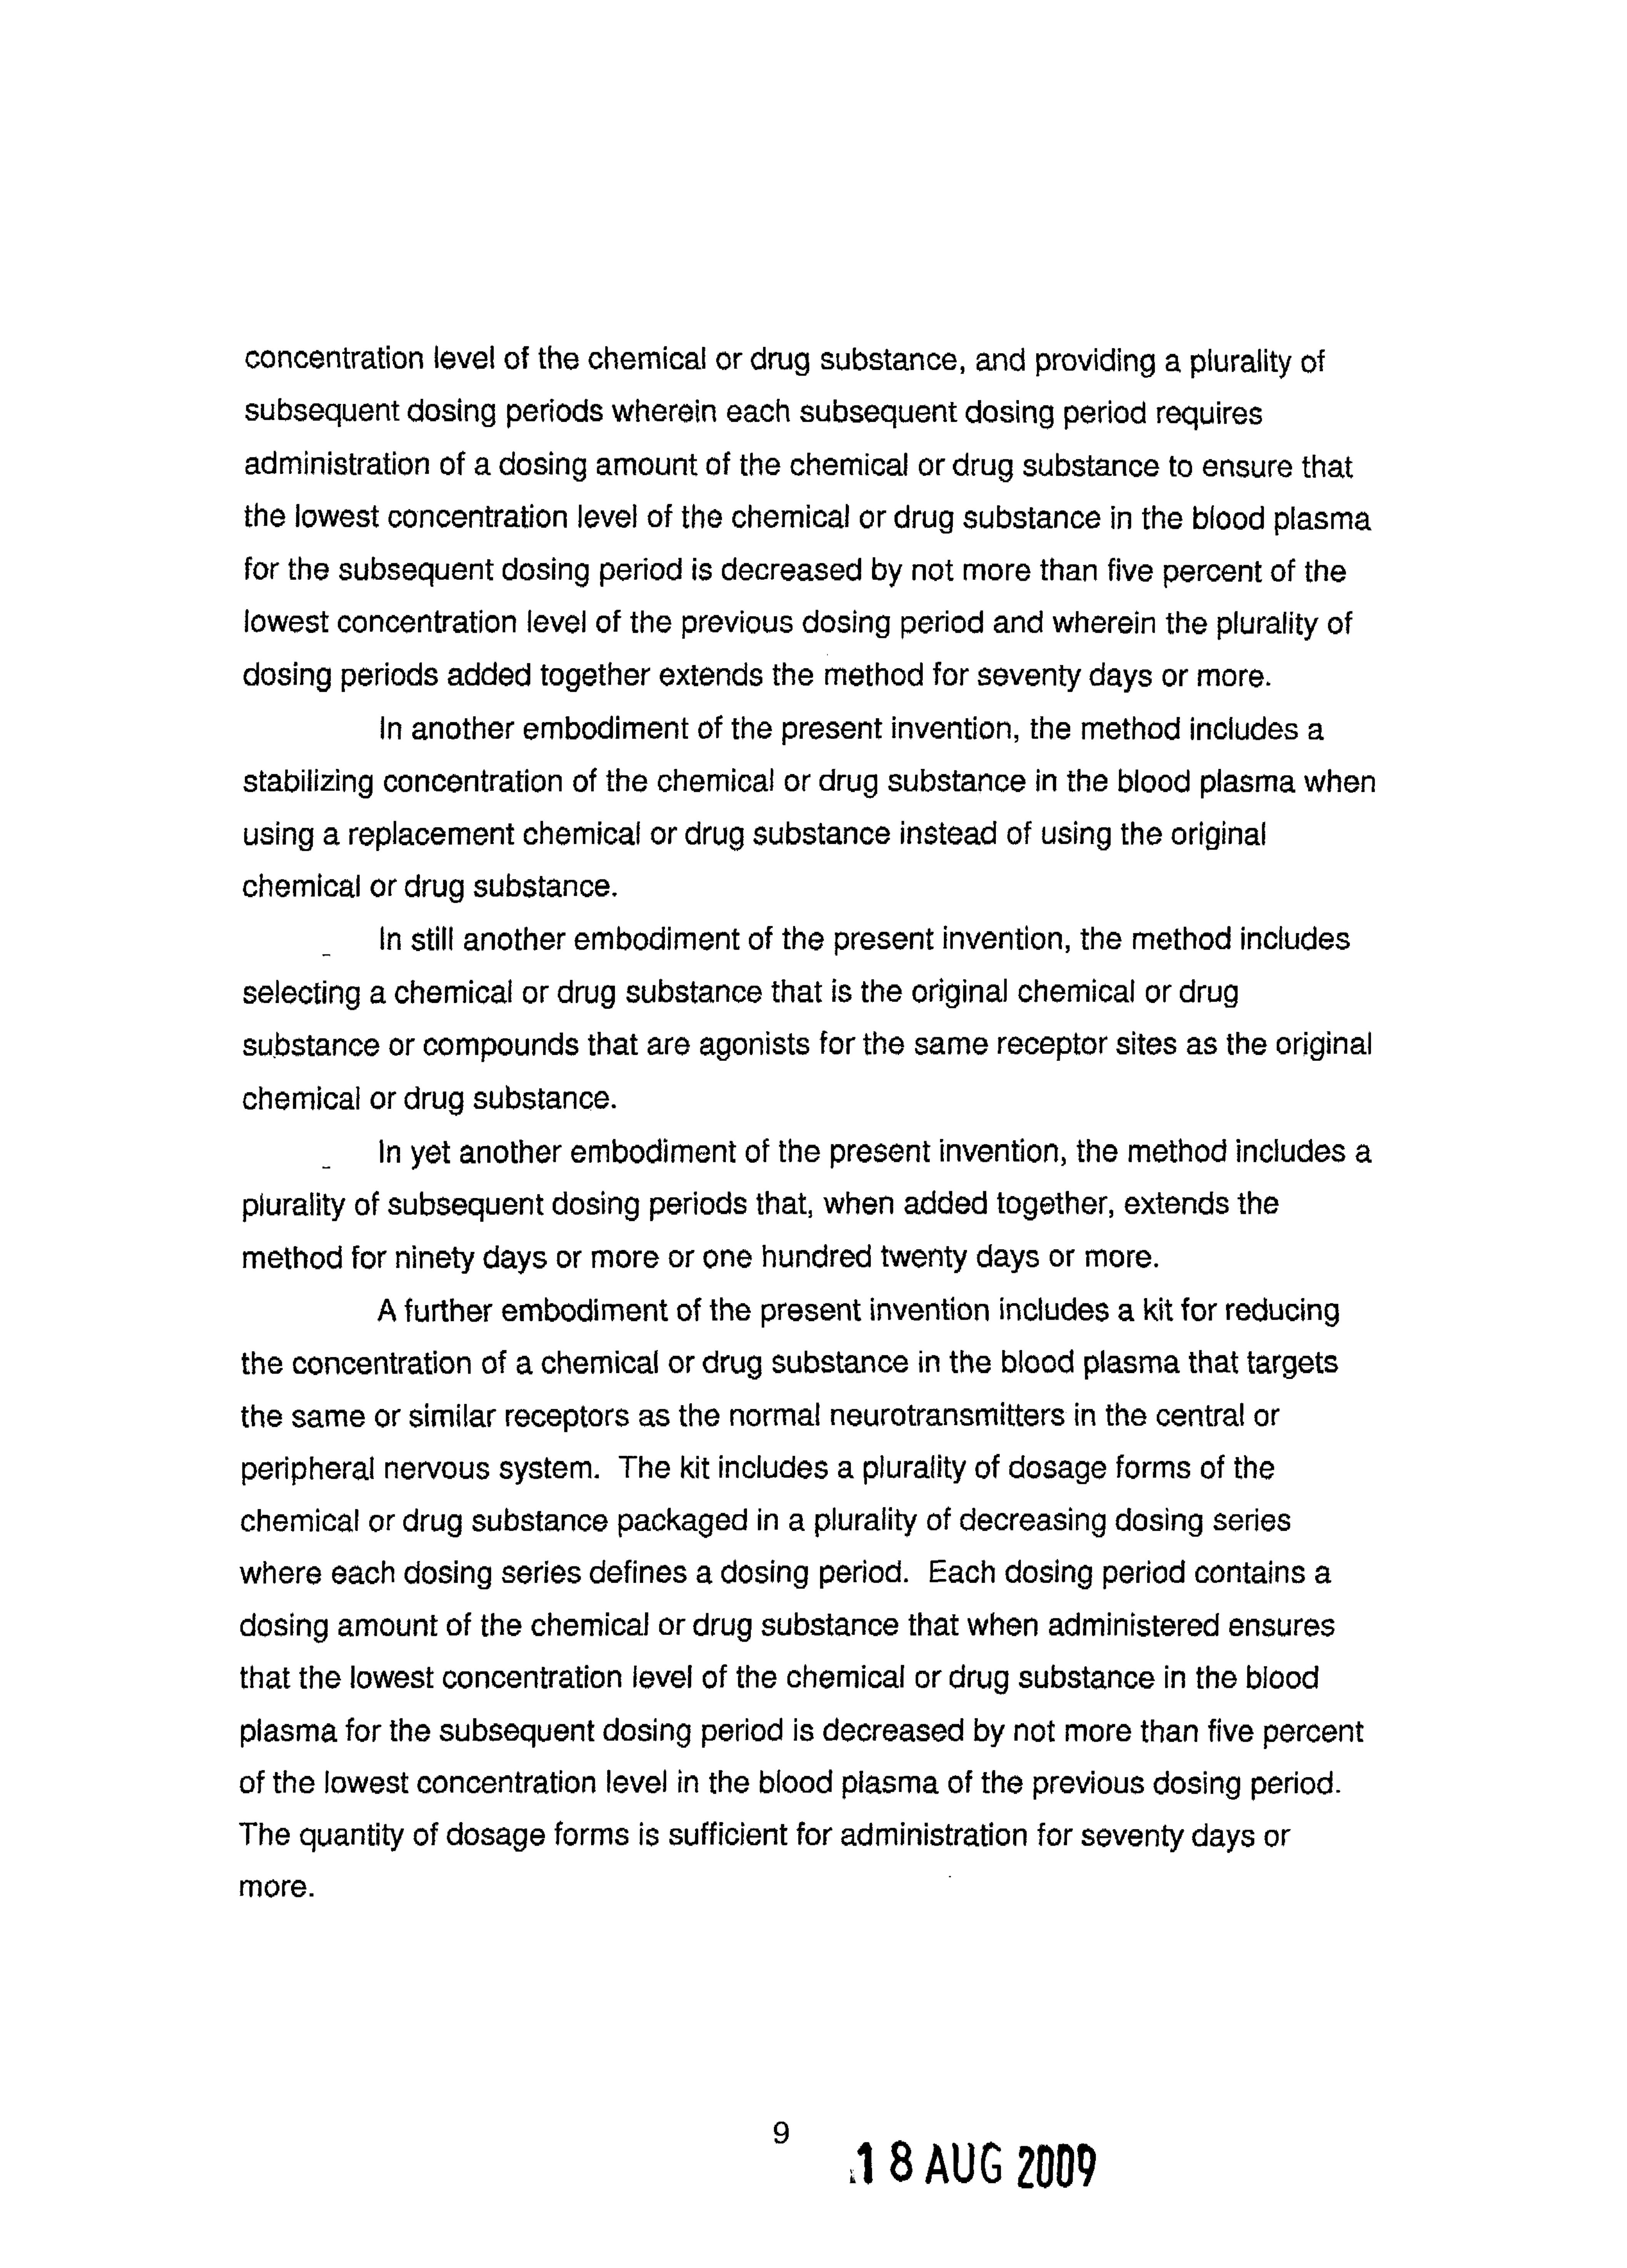 concentration level of the chemical or drug substance, and providing a plurality of
subsequent dosing periods wherein each subsequent dosing period requires
administration of a dosing amount of the chemical or drug substance to ensure that
the lowest concentration level of the chemical or drug substance in the blood plasma
for the subsequent dosing period is decreased by not more than five percent of the
lowest concentration level of the previous dosing period and wherein the plurality of
dosing periods added together extends the method for seventy days or more.
In another embodiment of the present invention, the method includes a
stabilizing concentration of the chemical or drug substance in the blood plasma when
using a replacement chemical or drug substance instead of using the original
chemical or drug substance.
In still another embodiment of the present invention, the method includes
selecting a chemical or drug substance that is the original chemical or drug
substance or compounds that are agonists for the same receptor sites as the original
chemical or drug substance.
In yet another embodiment of the present invention, the method includes a
plurality of subsequent dosing periods that, when added together, extends the
method for ninety days or more or one hundred twenty days or more.
A further embodiment of the present invention includes a kit for reducing
the concentration of a chemical or drug substance in the blood plasma that targets
the same or similar receptors as the normal neurotransmitters in the central or
peripheral nervous system. The kit includes a plurality of dosage forms of the
chemical or drug substance packaged in a plurality of decreasing dosing series
where each dosing series defines a dosing period. Each dosing period contains a
dosing amount of the chemical or drug substance that when administered ensures
that the lowest concentration level of the chemical or drug substance in the blood
plasma for the subsequent dosing period is decreased by not more than five percent
of the lowest concentration level in the blood plasma of the previous dosing period.
The quantity of dosage forms is sufficient for administration for seventy days or
more.
9
18 AUG 2009